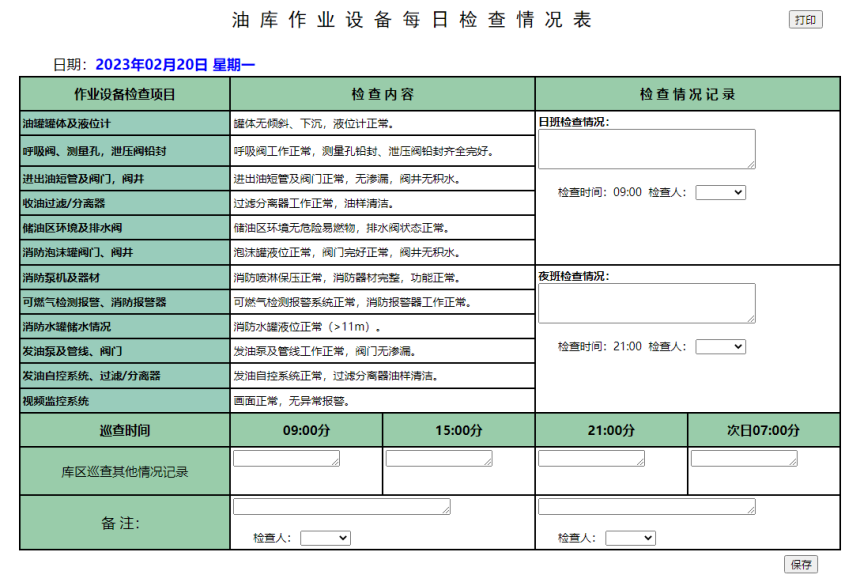 油库作业设备每日检查情况表
打印
日期：2023年02月20日 星期一
作业设备检查项目 检查内容 检查情况记录
油罐罐体及液位计 罐体无倾斜、下沉，液位计正常。
日班检查情况：
呼吸阀、测量孔，泄压阀铅封 呼吸阀工作正常，测量孔铅封、泄压阀铅封齐全完好。
进出油短管及阀门，阀井 进出油短管及阀门正常，无渗漏，阀井无积水。
检查时间：09:00 检查人：
收油过滤/分离器 过滤分离器工作正常，油样清洁。
储油区环境及排水阀 储油区环境无危险易燃物，排水阀状态正常。
消防泡沫罐阀门、阀井 泡沫罐液位正常，阀门完好正常，阀井无积水。
消防泵机及器材 消防喷淋保压正常，消防器材完整，功能正常。
夜班检查情况：
可燃气检测报警、消防报警器 可燃气检测报警系统正常，消防报警器工作正常。
消防水罐储水情况 消防水罐液位正常（>11m）。
发油泵及管线、阀门 发油泵及管线工作正常，阀门无渗漏。
检查时间：21:00 检查人：
发油自控系统、过滤/分离器 发油自控系统正常，过滤分离器油样清洁。
视频监控系统 画面正常，无异常报警。
巡查时间 09:00分 15:00分 21:00分 次日07:00分
库区巡查其他情况记录
备注：
检查人： 检查人：
保存